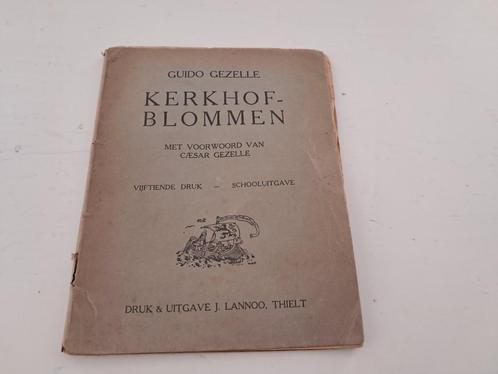 GUIDO GEZELLE
KERKHOF-
BLOMMEN
MET VOORWOORD VAN
CÆSAR GEZELLE
VIJFTIENDE DRUK — SCHOOLUITGAVE
DRUK & UITGAVE J. LANNOO, THIELT